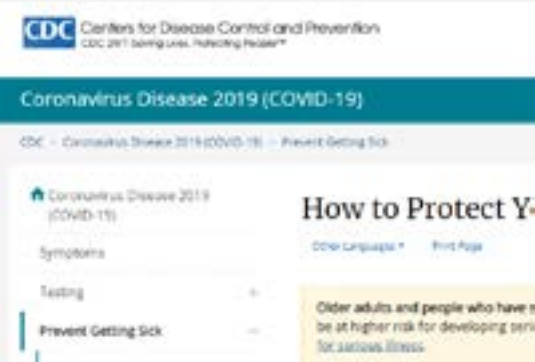 CDC
Centers for Disease Control and Prevention
CDC 24/7: Saving Lives, Protecting People™
Coronavirus Disease 2019 (COVID-19)
CDC > Coronavirus Disease 2019 (COVID-19) > Prevent Getting Sick
Coronavirus Disease 2019
(COVID-19)
Symptoms
Testing +
Prevent Getting Sick −
How to Protect Y
Other Languages Print Page
Older adults and people who have
be at higher risk for developing
for serious illness.